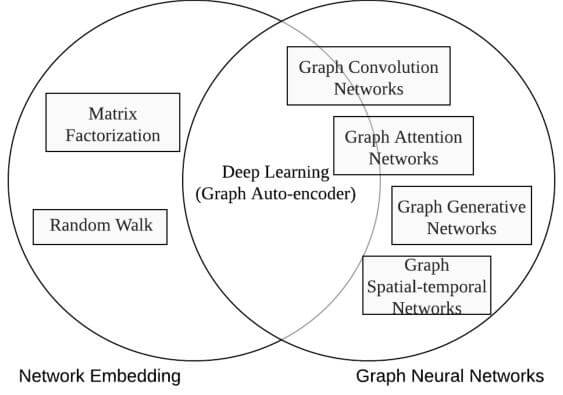 Graph Convolution
Networks
Matrix
Factorization
Graph Attention
Networks
Deep Learning
(Graph Auto-encoder)
Random Walk
Graph Generative
Networks
Graph
Spatial-temporal
Networks
Network Embedding
Graph Neural Networks